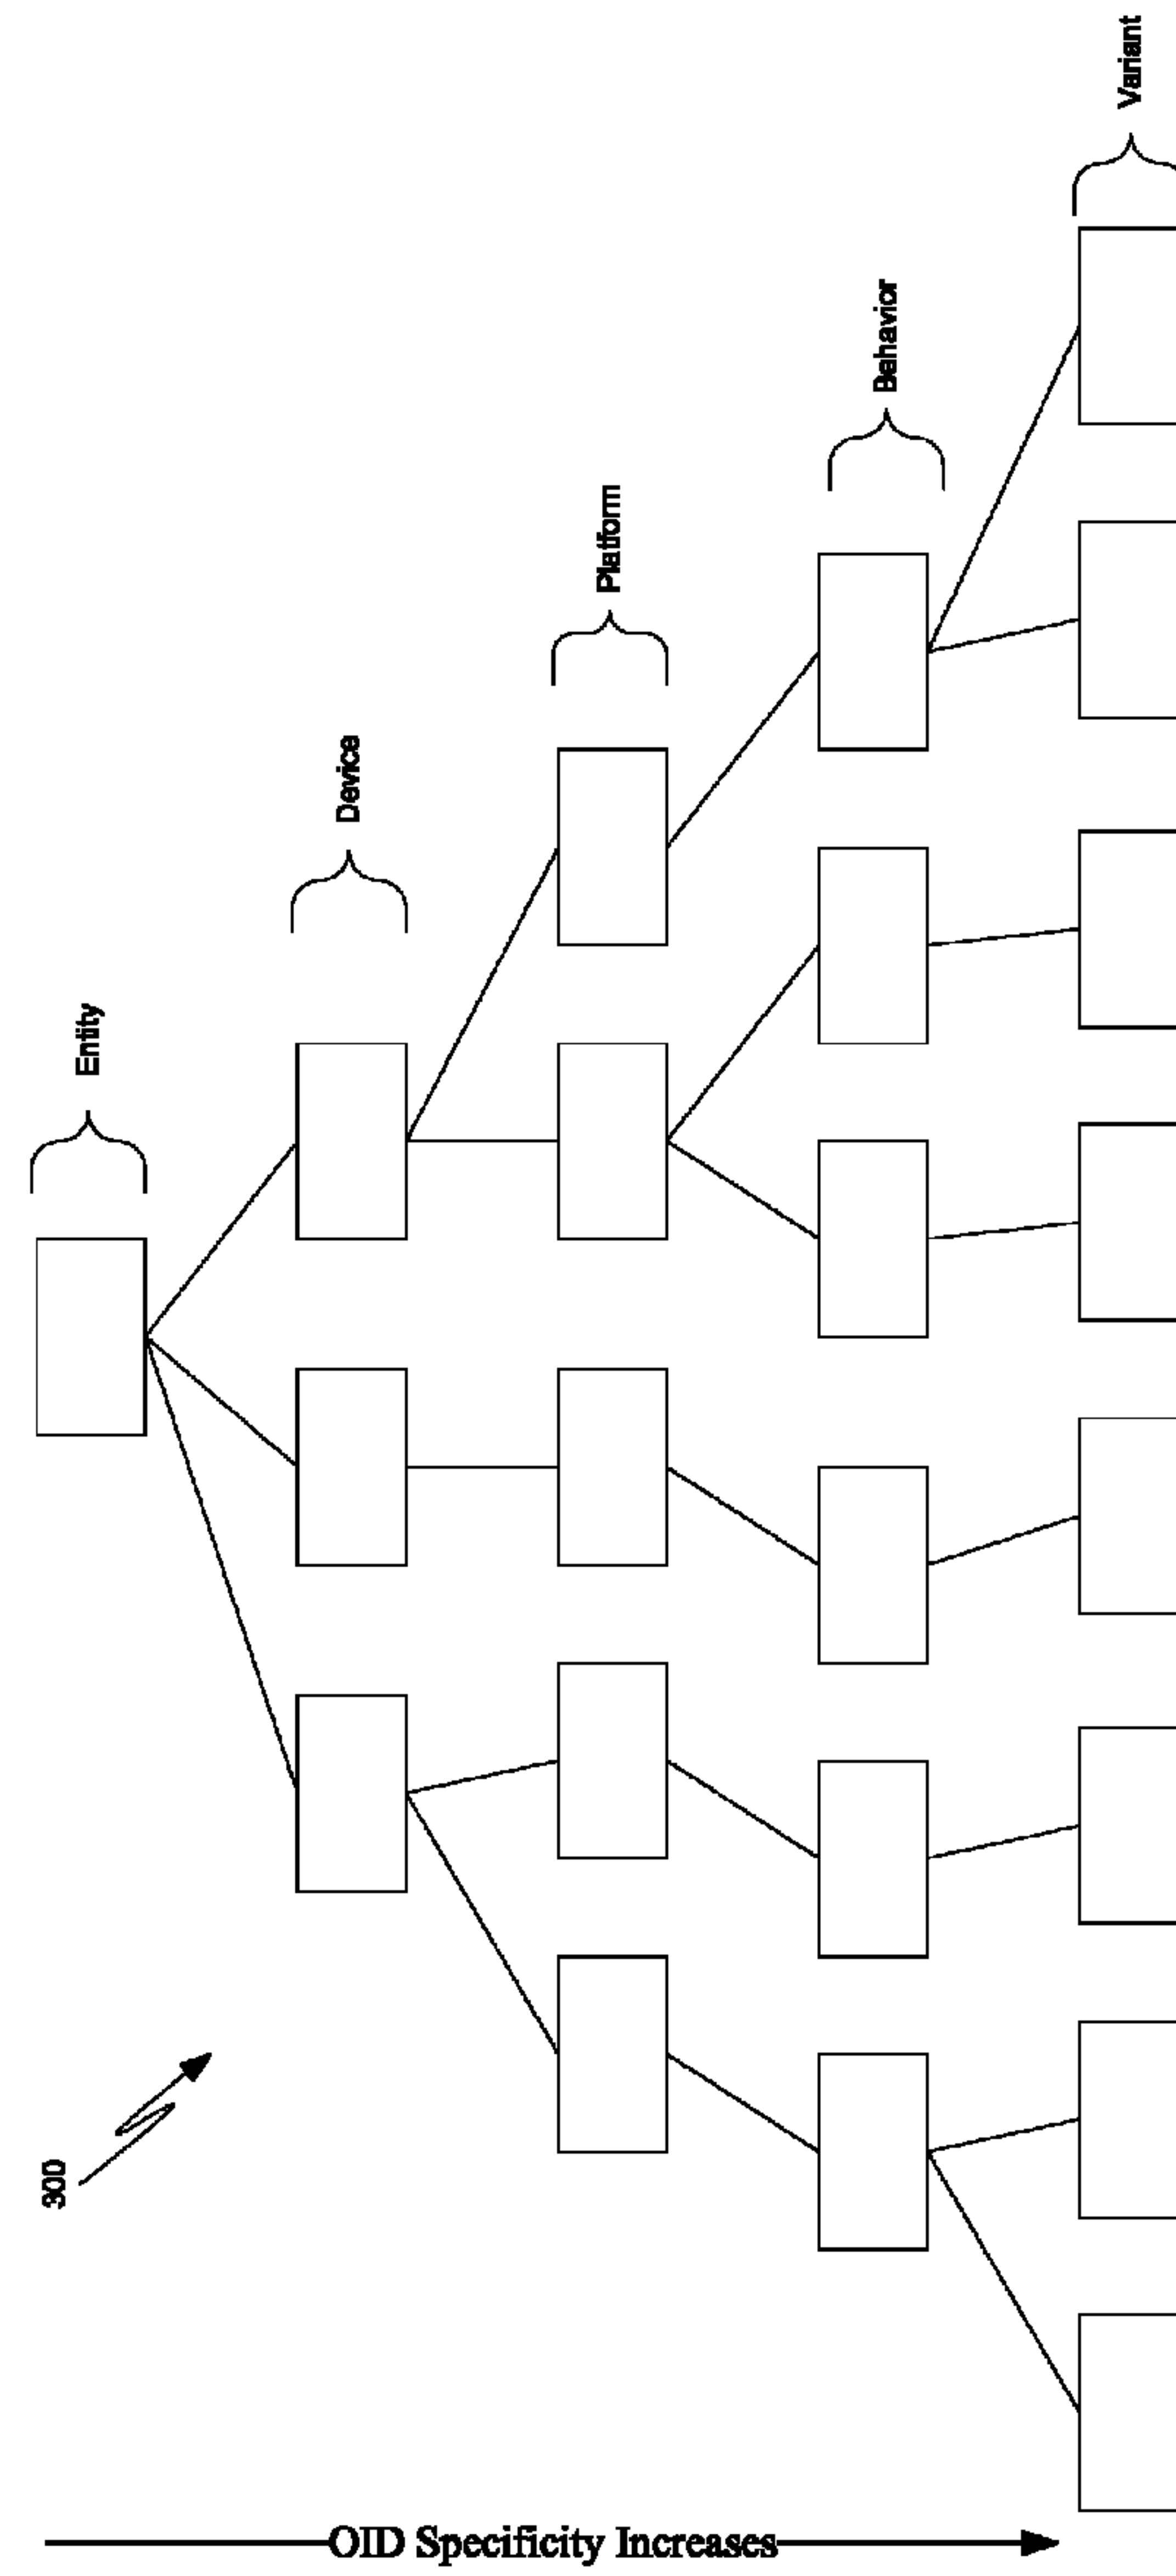 300
Entity
Device
Platform
Behavior
Variant
OID Specificity Increases